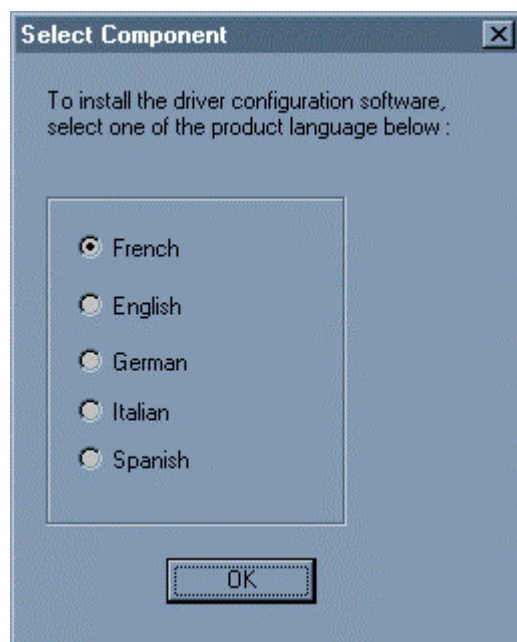 Select Component
To install the driver configuration software,
select one of the product language below :
French
English
German
Italian
Spanish
OK